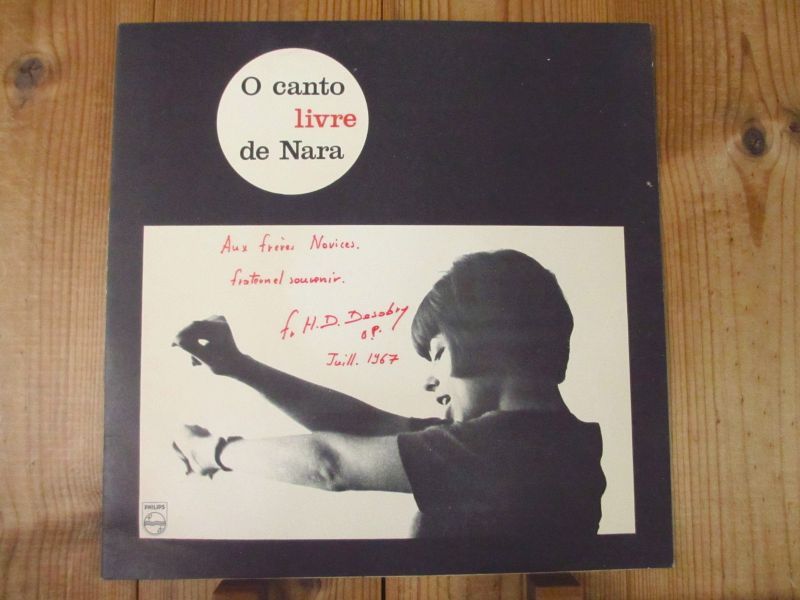 O canto
livre
de Nara
Aux frères Novices.
fraternel souvenir.
fr H.D. Desobry
o.p.
Juill. 1967
PHILIPS